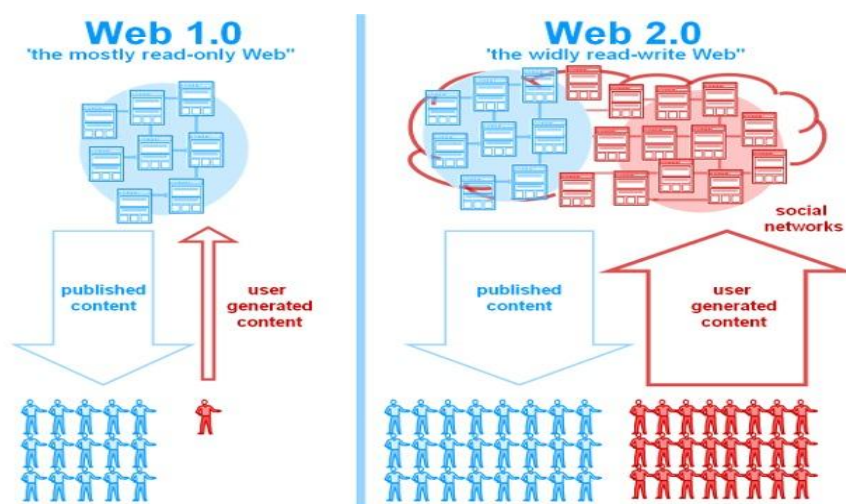 Web 1.0
'the mostly read-only Web"
published
content
user
generated
content
Web 2.0
'the widly read-write Web"
social
networks
published
content
user
generated
content